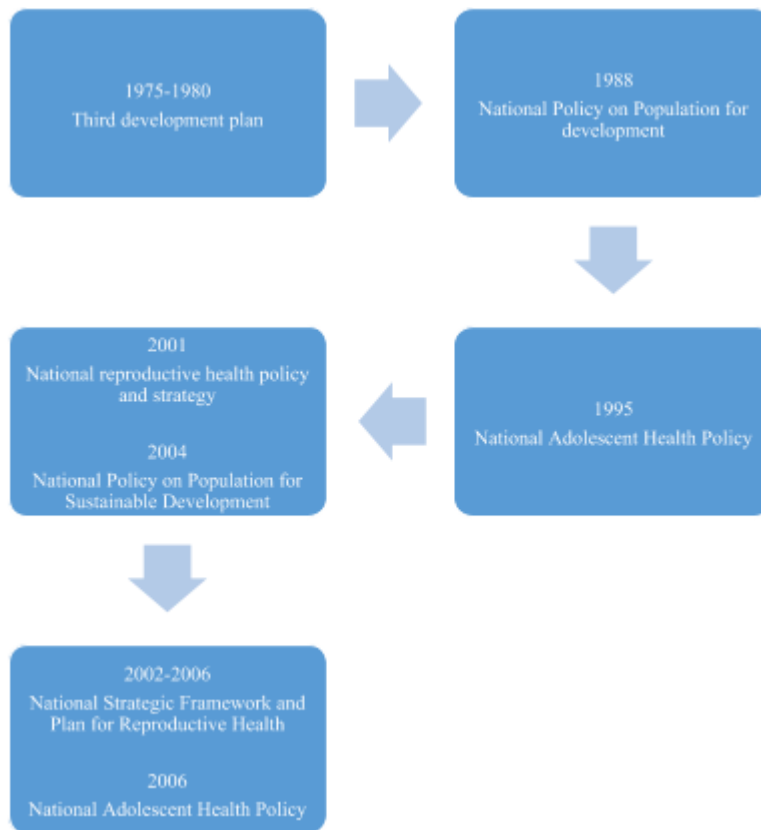 1975-1980
Third development plan
1988
National Policy on Population for
development
1995
National Adolescent Health Policy
2001
National reproductive health policy
and strategy
2004
National Policy on Population for
Sustainable Development
2002-2006
National Strategic Framework and
Plan for Reproductive Health
2006
National Adolescent Health Policy